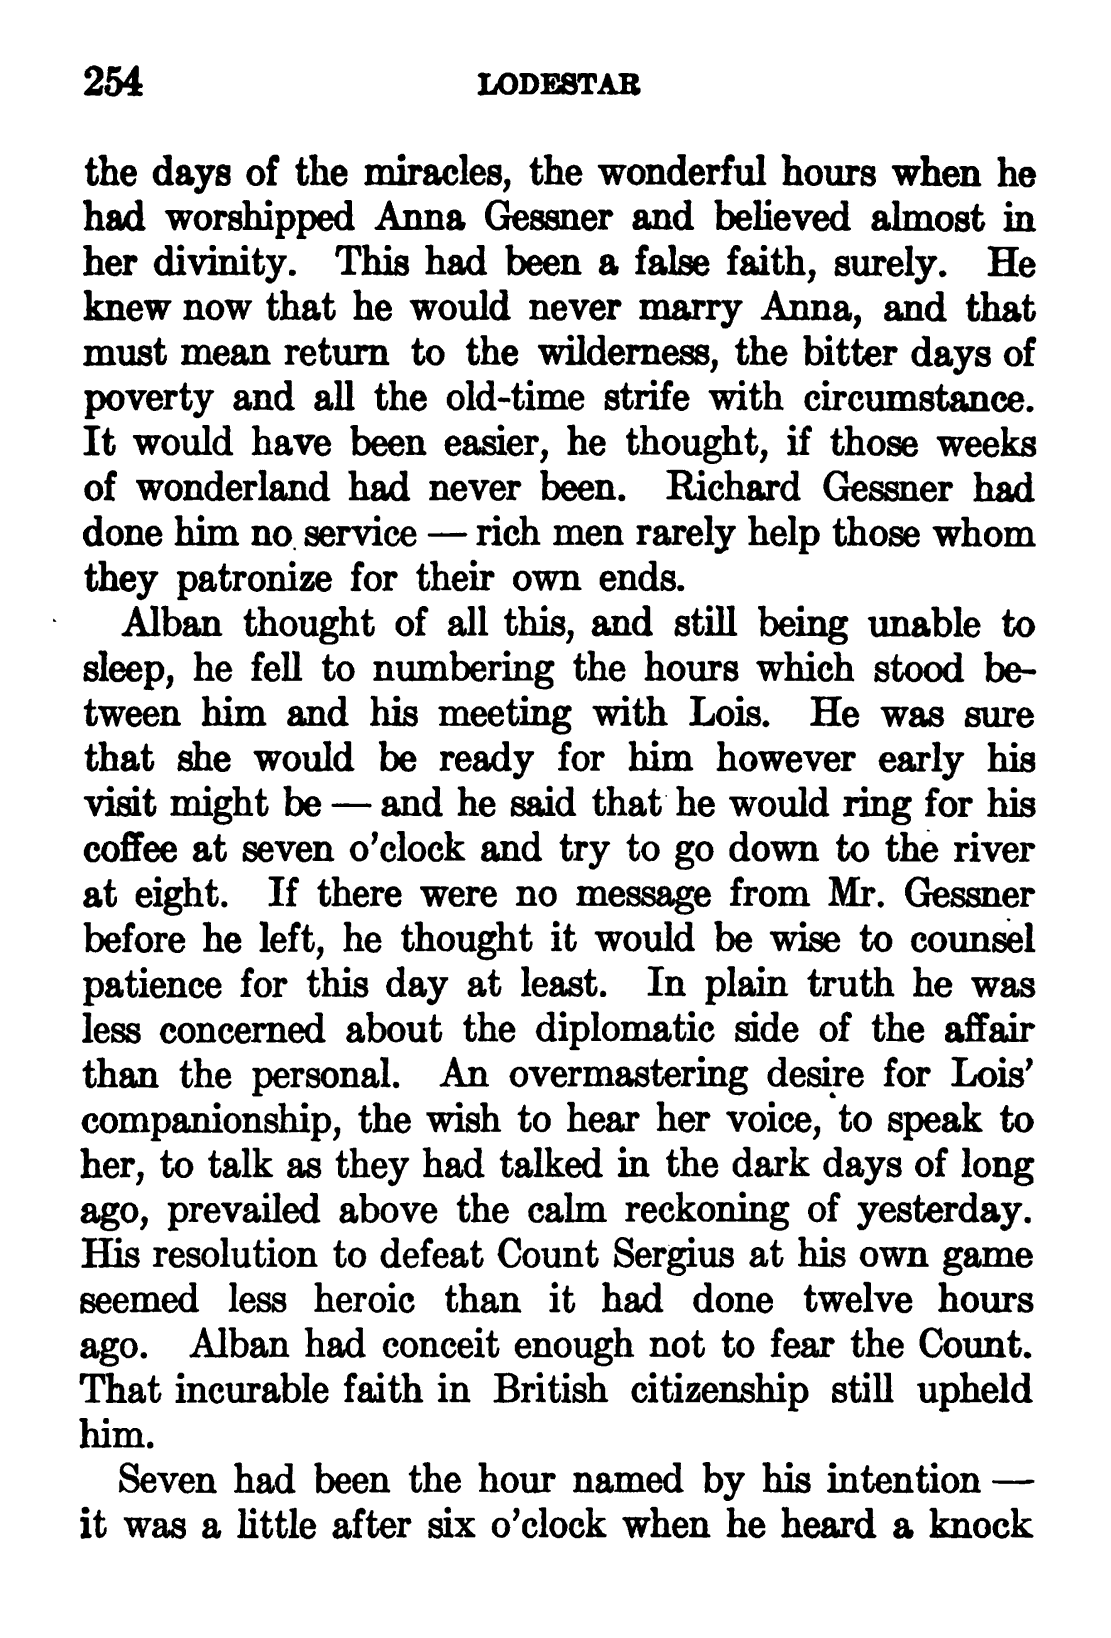 254 LODESTAR
the days of the miracles, the wonderful hours when he
had worshipped Anna Gessner and believed almost in
her divinity. This had been a false faith, surely. He
knew now that he would never marry Anna, and that
must mean return to the wilderness, the bitter days of
poverty and all the old-time strife with circumstance.
It would have been easier, he thought, if those weeks
of wonderland had never been. Richard Gessner had
done him no service — rich men rarely help those whom
they patronize for their own ends.
Alban thought of all this, and still being unable to
sleep, he fell to numbering the hours which stood be-
tween him and his meeting with Lois. He was sure
that she would be ready for him however early his
visit might be — and he said that he would ring for his
coffee at seven o'clock and try to go down to the river
at eight. If there were no message from Mr. Gessner
before he left, he thought it would be wise to counsel
patience for this day at least. In plain truth he was
less concerned about the diplomatic side of the affair
than the personal. An overmastering desire for Lois'
companionship, the wish to hear her voice, to speak to
her, to talk as they had talked in the dark days of long
ago, prevailed above the calm reckoning of yesterday.
His resolution to defeat Count Sergius at his own game
seemed less heroic than it had done twelve hours
ago. Alban had conceit enough not to fear the Count.
That incurable faith in British citizenship still upheld
him.
Seven had been the hour named by his intention —
it was a little after six o'clock when he heard a knock